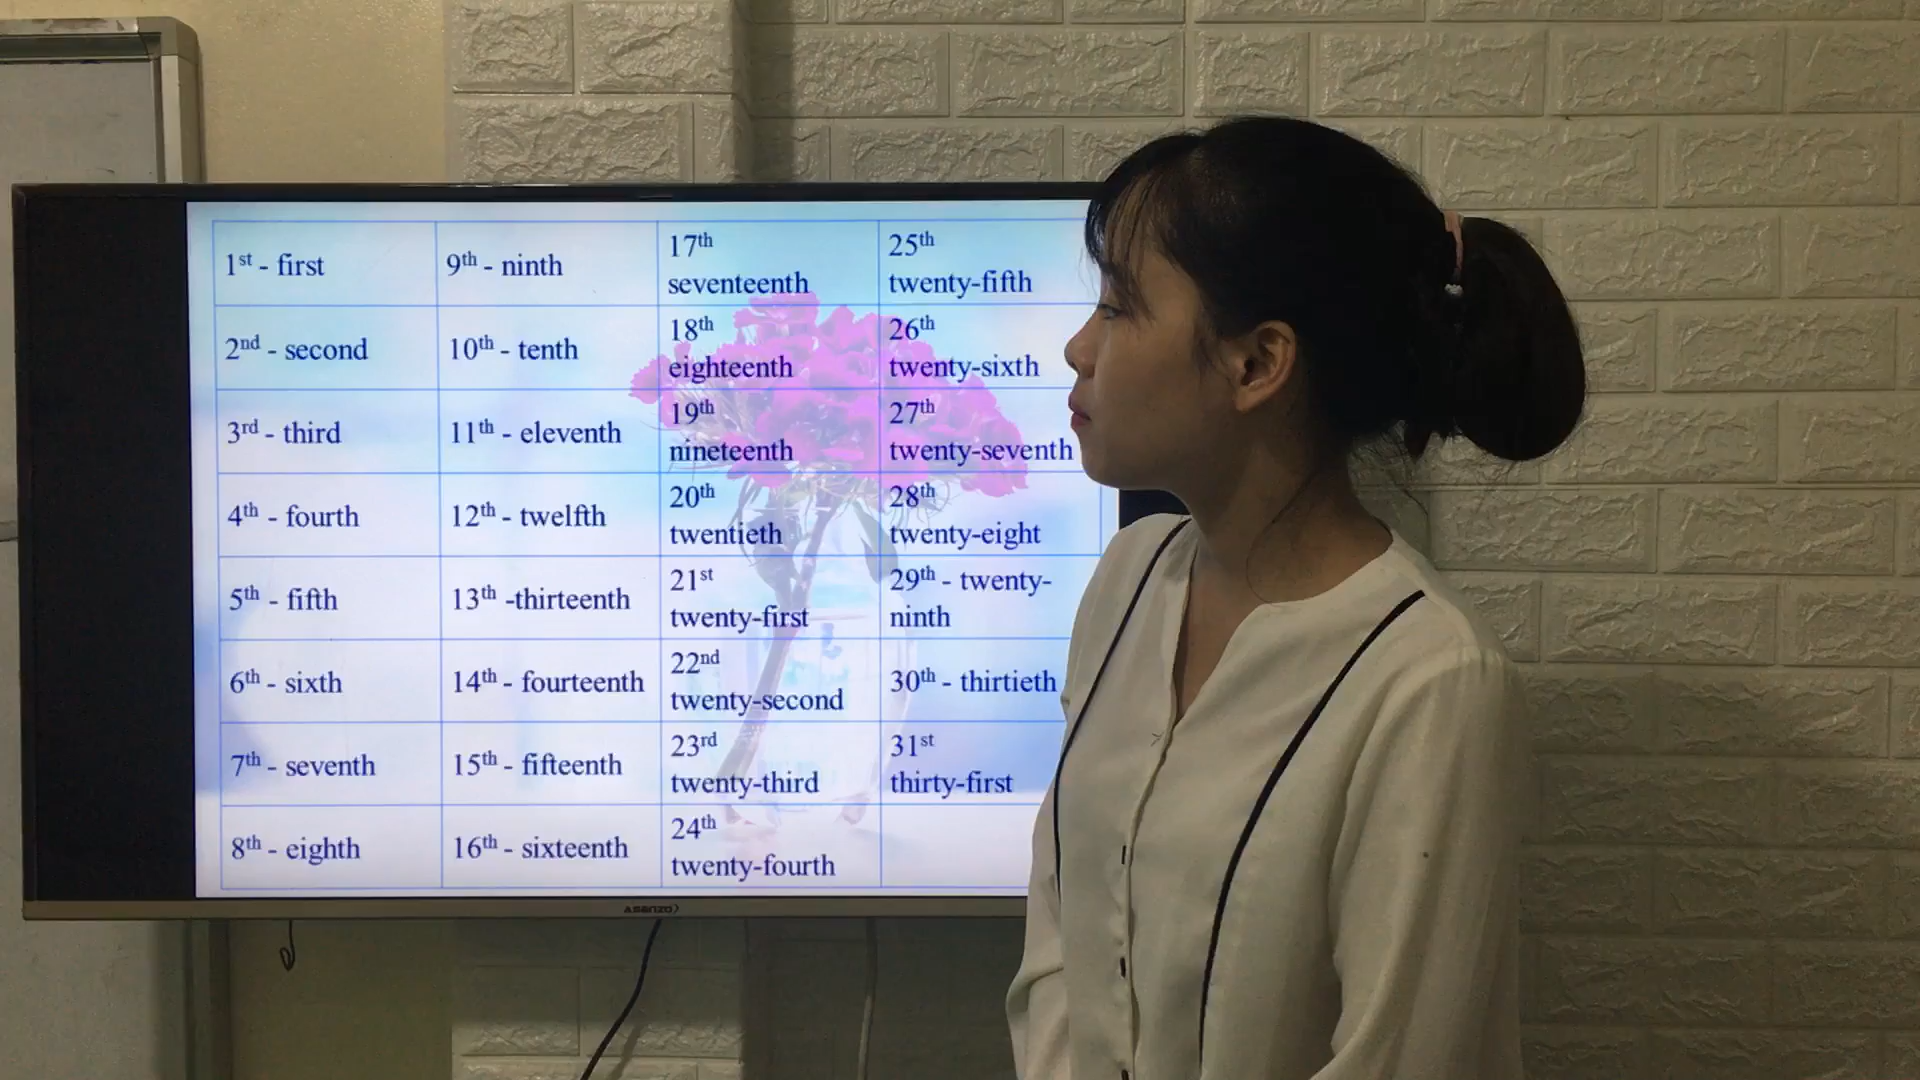 1st - first
2nd - second
3rd - third
4th - fourth
5th - fifth
6th - sixth
7th - seventh
8th - eighth
9th - ninth
10th - tenth
11th - eleventh
12th - twelfth
13th -thirteenth
14th - fourteenth
15th - fifteenth
16th - sixteenth
17th
seventeenth
18th
eighteenth
19th
nineteenth
20th
twentieth
21st
twenty-first
22nd
twenty-second
23rd
twenty-third
24th
twenty-fourth
25th
twenty-fifth
26th
twenty-sixth
27th
twenty-seventh
28th
twenty-eight
29th - twenty-
ninth
30th - thirtieth
31st
thirty-first
ASANZO